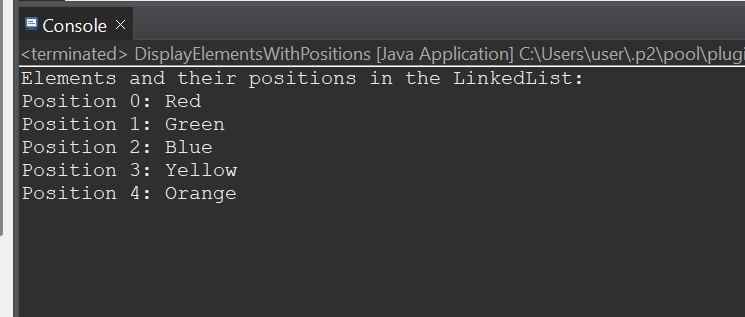 Console
<terminated> DisplayElementsWithPositions [Java Application] C:\Users\user\.p2\pool\plugi
Elements and their positions in the LinkedList:
Position 0: Red
Position 1: Green
Position 2: Blue
Position 3: Yellow
Position 4: Orange